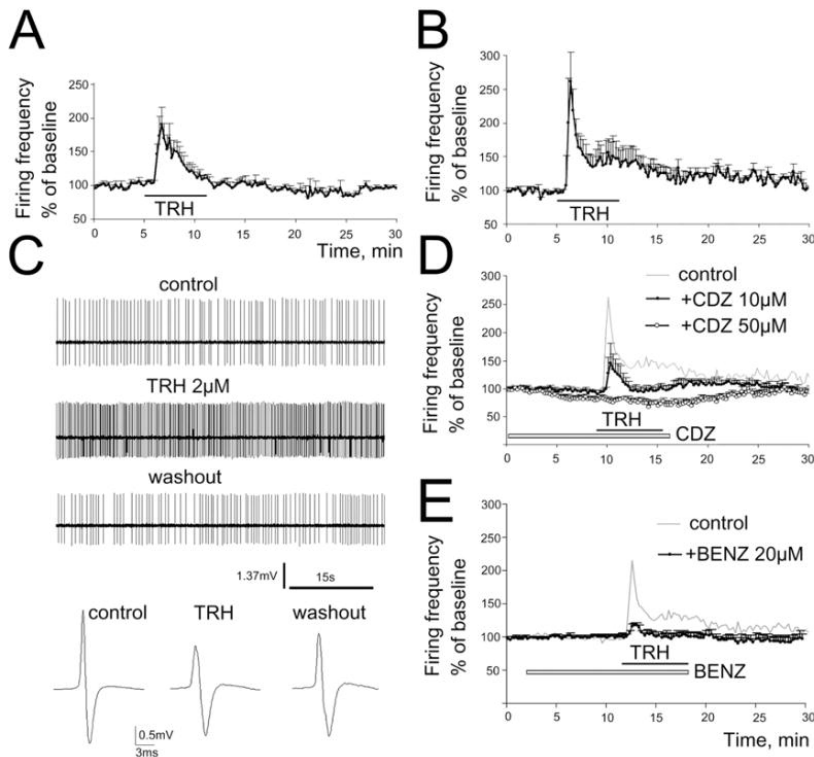 A
Firing frequency
% of baseline
250
200
150
100
50
0 5 10 15 20 25 30
TRH
Time, min
B
Firing frequency
% of baseline
300
250
200
150
100
50
0 5 10 15 20 25 30
TRH
C
control
TRH 2µM
washout
1.37mV
15s
control TRH washout
0.5mV
3ms
D
Firing frequency
% of baseline
300
250
200
150
100
50
0 5 10 15 20 25 30
control
+CDZ 10µM
+CDZ 50µM
TRH
CDZ
E
Firing frequency
% of baseline
300
250
200
150
100
50
0 5 10 15 20 25 30
control
+BENZ 20µM
TRH
BENZ
Time, min